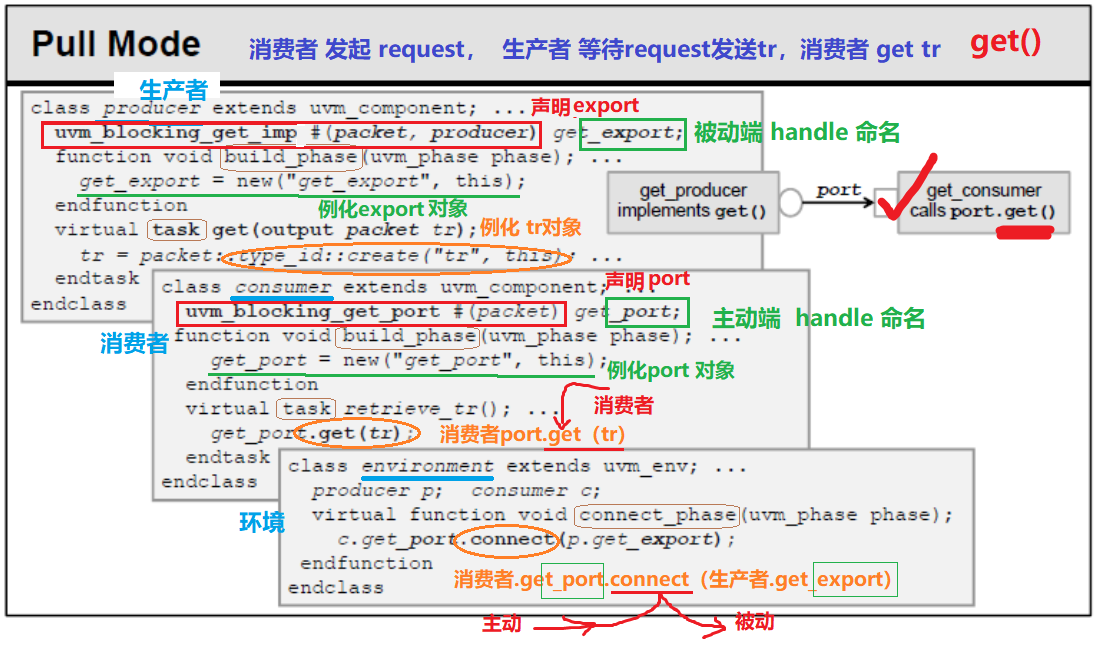 Pull Mode 消费者 发起 request， 生产者 等待request发送tr，消费者 get tr get()
生产者
class producer extends uvm_component; ... 声明export
uvm_blocking_get_imp #(packet, producer) get_export; 被动端 handle 命名
function void build_phase(uvm_phase phase); ...
get_export = new("get_export", this);
endfunction 例化export 对象
virtual task get(output packet tr); 例化 tr对象
tr = packet::type_id::create("tr", this); ...
endtask
endclass
get_producer
implements get()
port
get_consumer
calls port.get()
消费者
class consumer extends uvm_component; ... 声明port
uvm_blocking_get_port #(packet) get_port; 主动端 handle 命名
function void build_phase(uvm_phase phase); ...
get_port = new("get_port", this);
例化port 对象
endfunction
virtual task retrieve_tr(); ... 消费者
get_port.get(tr); 消费者port.get（tr）
endtask
endclass
环境
class environment extends uvm_env; ...
producer p; consumer c;
virtual function void connect_phase(uvm_phase phase);
c.get_port.connect(p.get_export);
endfunction
endclass
消费者.get_port.connect（生产者.get_export）
主动 被动